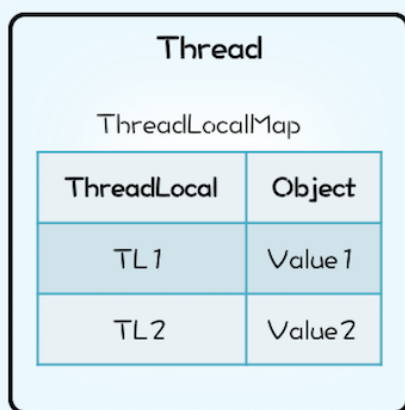 Thread
ThreadLocalMap
ThreadLocal Object
TL1 Value1
TL2 Value2